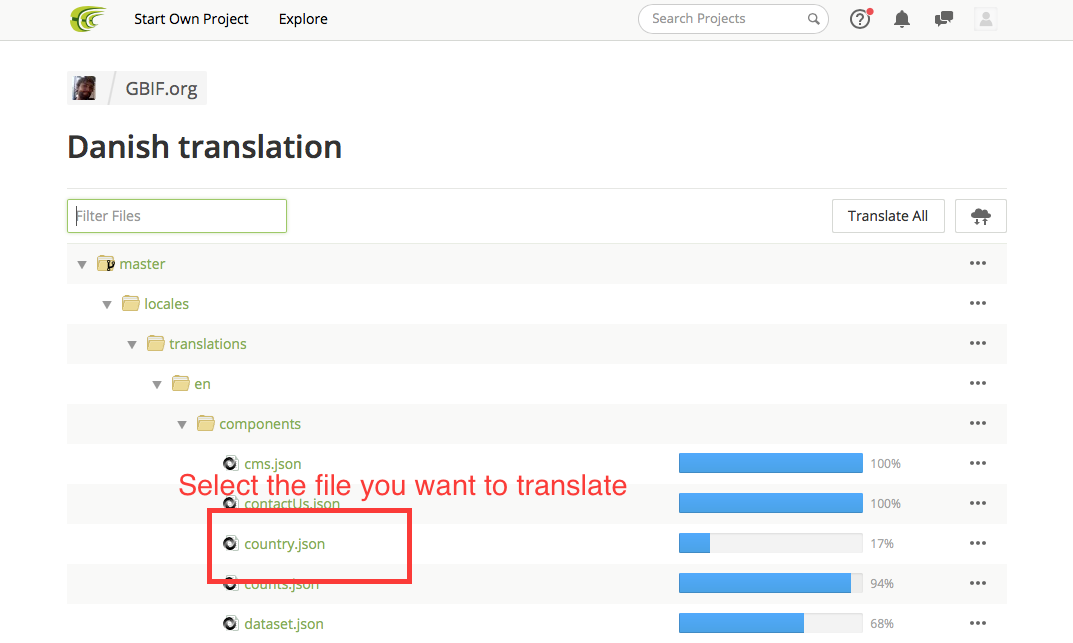 Start Own Project Explore Search Projects
GBIF.org
Danish translation
Filter Files Translate All
master
locales
translations
en
components
cms.json 100%
Select the file you want to translate
contactUs.json 100%
country.json 17%
counts.json 94%
dataset.json 68%